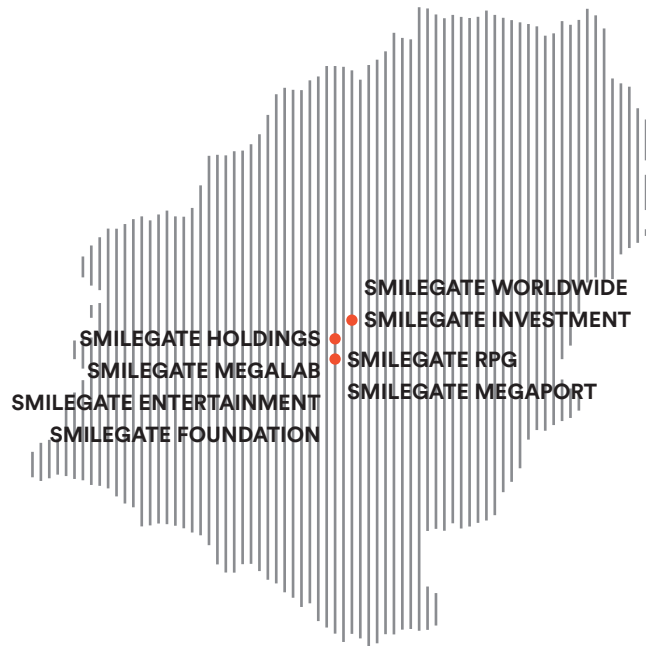 SMILEGATE WORLDWIDE
SMILEGATE INVESTMENT
SMILEGATE HOLDINGS
SMILEGATE MEGALAB
SMILEGATE ENTERTAINMENT
SMILEGATE FOUNDATION
SMILEGATE RPG
SMILEGATE MEGAPORT